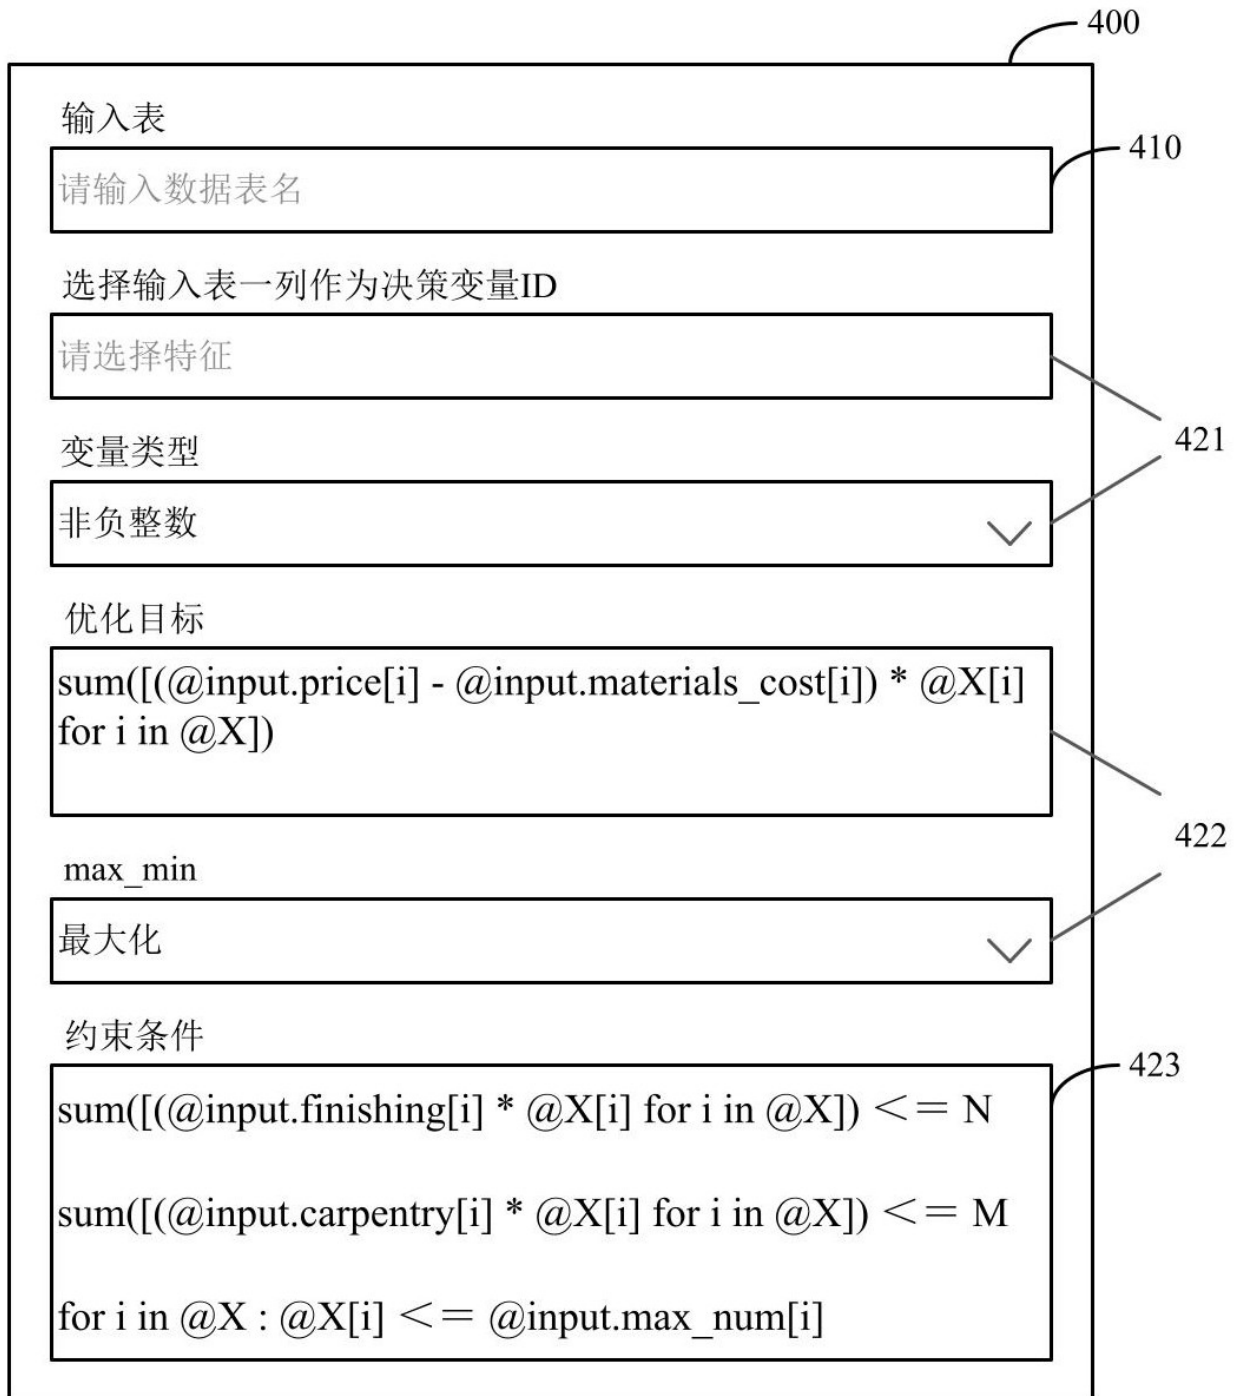 400
输入表
410
请输入数据表名
选择输入表一列作为决策变量ID
请选择特征
421
变量类型
非负整数
优化目标
sum([(@input.price[i] - @input.materials_cost[i]) * @X[i]
for i in @X])
422
max_min
最大化
约束条件
423
sum([(@input.finishing[i] * @X[i] for i in @X]) <= N
sum([(@input.carpentry[i] * @X[i] for i in @X]) <= M
for i in @X : @X[i] <= @input.max_num[i]